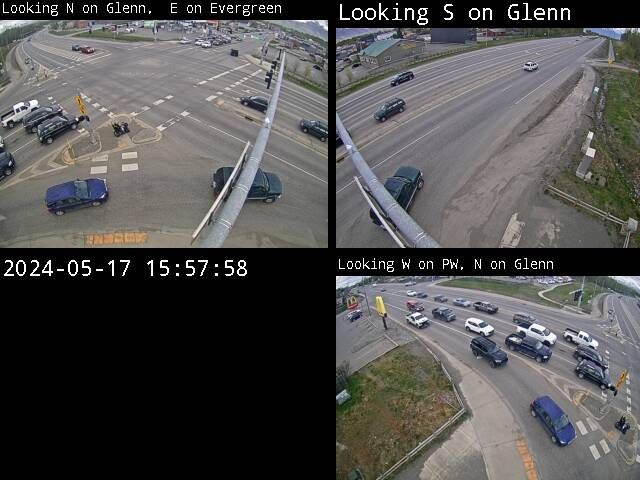 Looking N on Glenn,  E on Evergreen
Looking S on Glenn
2024-05-17 15:57:58
Looking W on PW, N on Glenn